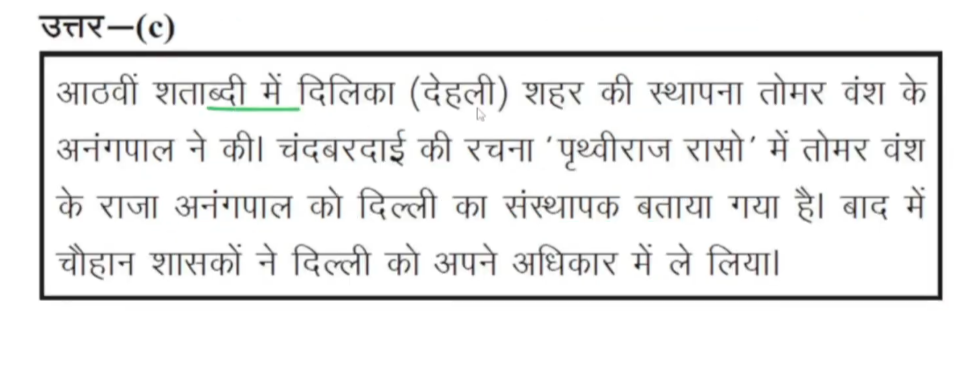 उत्तर–(c)
आठवीं शताब्दी में दिलिका (देहली) शहर की स्थापना तोमर वंश के
अनंगपाल ने की। चंदबरदाई की रचना 'पृथ्वीराज रासो' में तोमर वंश
के राजा अनंगपाल को दिल्ली का संस्थापक बताया गया है। बाद में
चौहान शासकों ने दिल्ली को अपने अधिकार में ले लिया।